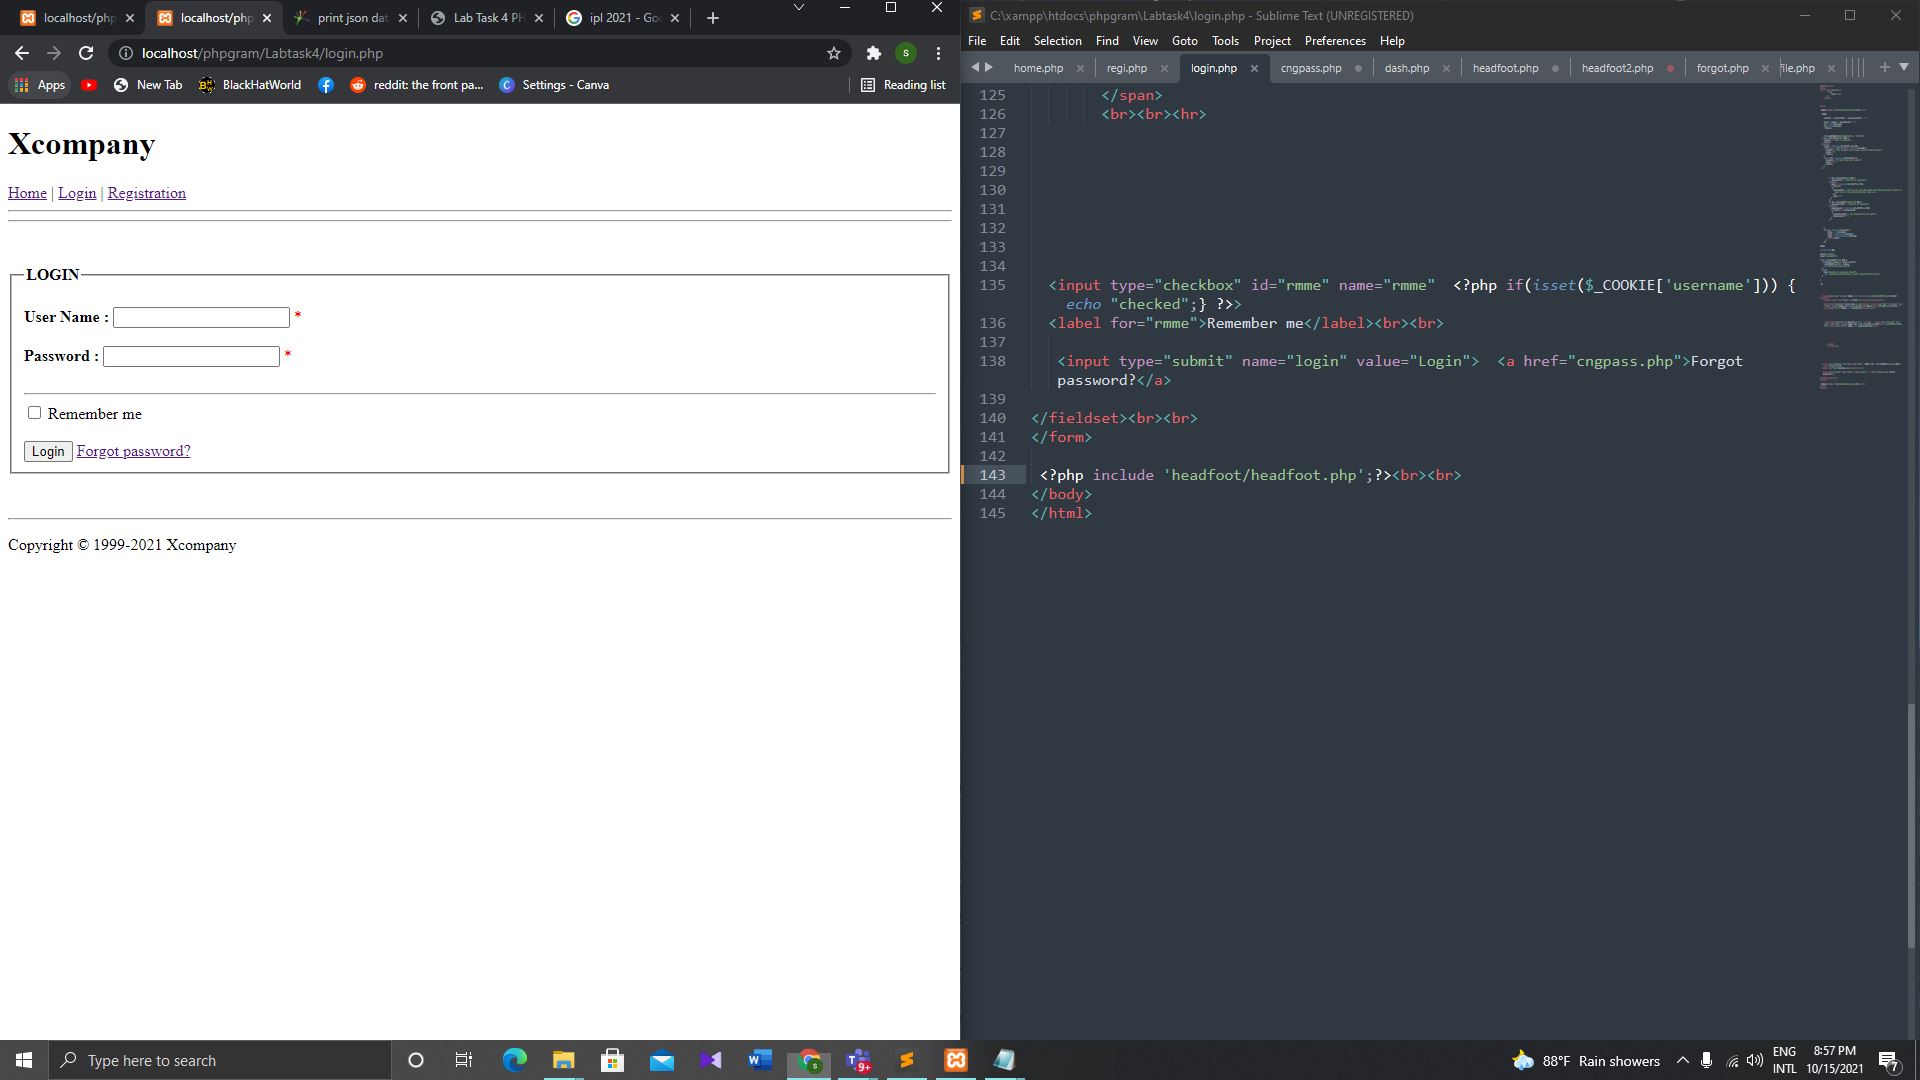 localhost/php
localhost/php
print json dat
Lab Task 4 PH
ipl 2021 - Go
localhost/phpgram/Labtask4/login.php
S
Apps
New Tab
BlackHatWorld
reddit: the front pa...
Settings - Canva
Reading list
Xcompany
Home | Login | Registration
LOGIN
User Name : *
Password : *
Remember me
Login Forgot password?
Copyright © 1999-2021 Xcompany
C:\xampp\htdocs\phpgram\Labtask4\login.php - Sublime Text (UNREGISTERED)
File Edit Selection Find View Goto Tools Project Preferences Help
home.php
regi.php
login.php
cngpass.php
dash.php
headfoot.php
headfoot2.php
forgot.php
file.php
125 </span>
126 <br><br><hr>
127
128
129
130
131
132
133
134
135 <input type="checkbox" id="rmme" name="rmme" <?php if(isset($_COOKIE['username'])) {
echo "checked";} ?>>
136 <label for="rmme">Remember me</label><br><br>
137
138 <input type="submit" name="login" value="Login"> <a href="cngpass.php">Forgot
password?</a>
139
140 </fieldset><br><br>
141 </form>
142
143 <?php include 'headfoot/headfoot.php';?><br><br>
144 </body>
145 </html>
Type here to search
9+
88°F Rain showers
ENG
INTL
8:57 PM
10/15/2021
7